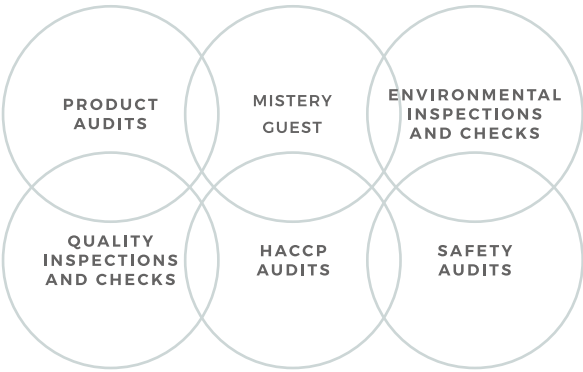 PRODUCT
AUDITS
MISTERY
GUEST
ENVIRONMENTAL
INSPECTIONS
AND CHECKS
QUALITY
INSPECTIONS
AND CHECKS
HACCP
AUDITS
SAFETY
AUDITS